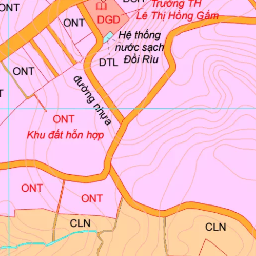 Trường TH
Lê Thị Hồng Gấm
DGD
ONT
Hệ thống
nước sạch
Đồi Rìu
ONT
DTL
ONT
đường nhựa
ONT
Khu đất hỗn hợp
ONT
ONT
CLN
CLN